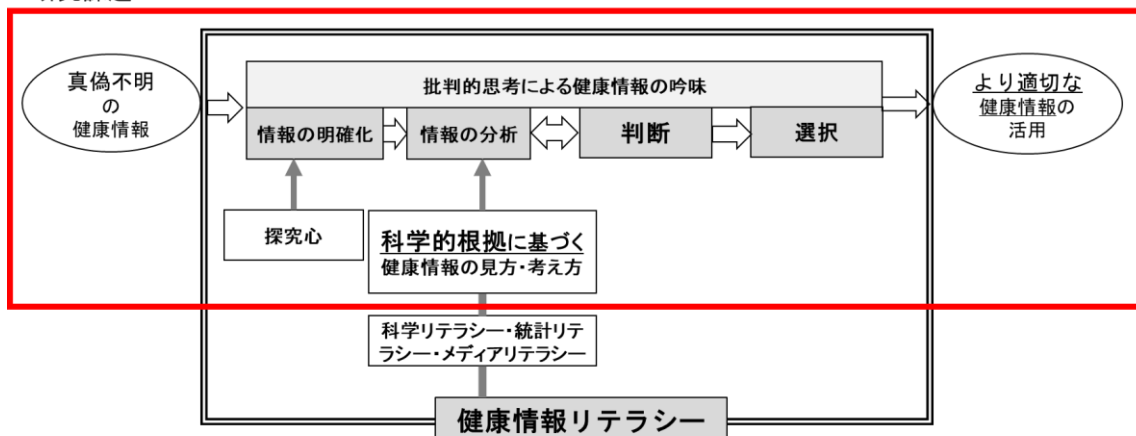 真偽不明
の
健康情報
批判的思考による健康情報の吟味
情報の明確化
情報の分析
判断
選択
より適切な
健康情報の
活用
探究心
科学的根拠に基づく
健康情報の見方・考え方
科学リテラシー・統計リテ
ラシー・メディアリテラシー
健康情報リテラシー